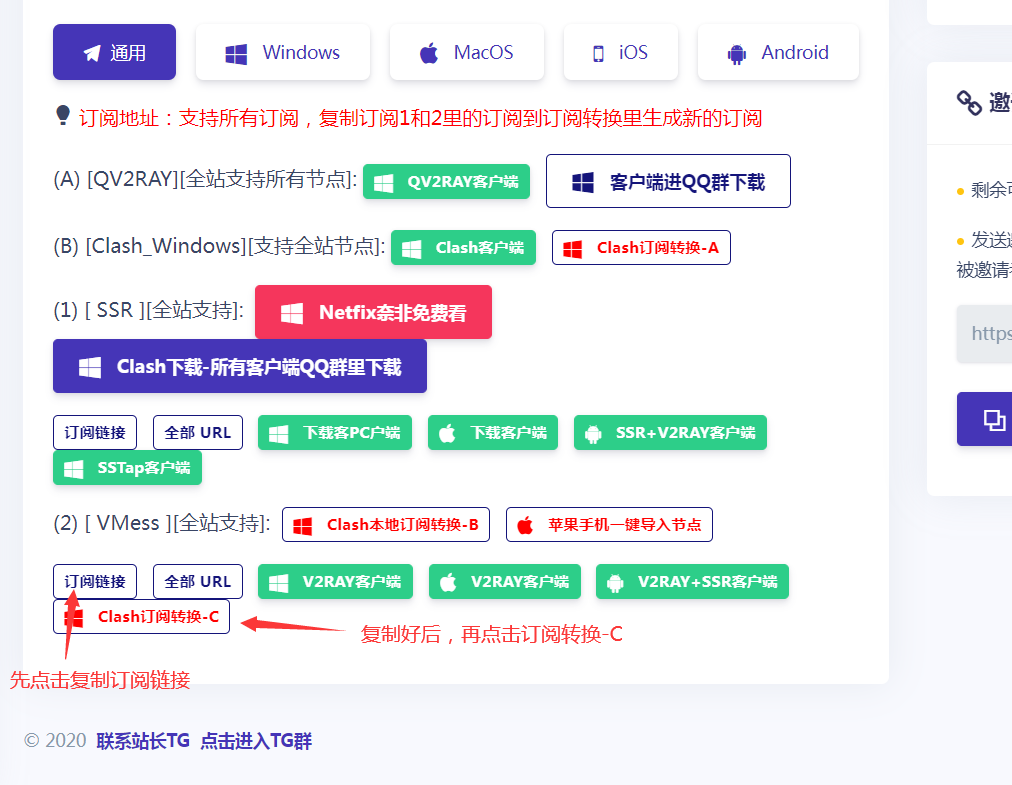 通用 Windows MacOS iOS Android
订阅地址：支持所有订阅，复制订阅1和2里的订阅到订阅转换里生成新的订阅
(A) [QV2RAY][全站支持所有节点]: QV2RAY客户端 客户端进QQ群下载
(B) [Clash_Windows][支持全站节点]: Clash客户端 Clash订阅转换-A
(1) [ SSR ][全站支持]: Netfix奈非免费看
Clash下载-所有客户端QQ群里下载
订阅链接 全部 URL 下载客PC户端 下载客户端 SSR+V2RAY客户端
SSTap客户端
(2) [ VMess ][全站支持]: Clash本地订阅转换-B 苹果手机一键导入节点
订阅链接 全部 URL V2RAY客户端 V2RAY客户端 V2RAY+SSR客户端
Clash订阅转换-C
复制好后，再点击订阅转换-C
先点击复制订阅链接
© 2020 联系站长TG 点击进入TG群
剩余
发送
被邀请
https